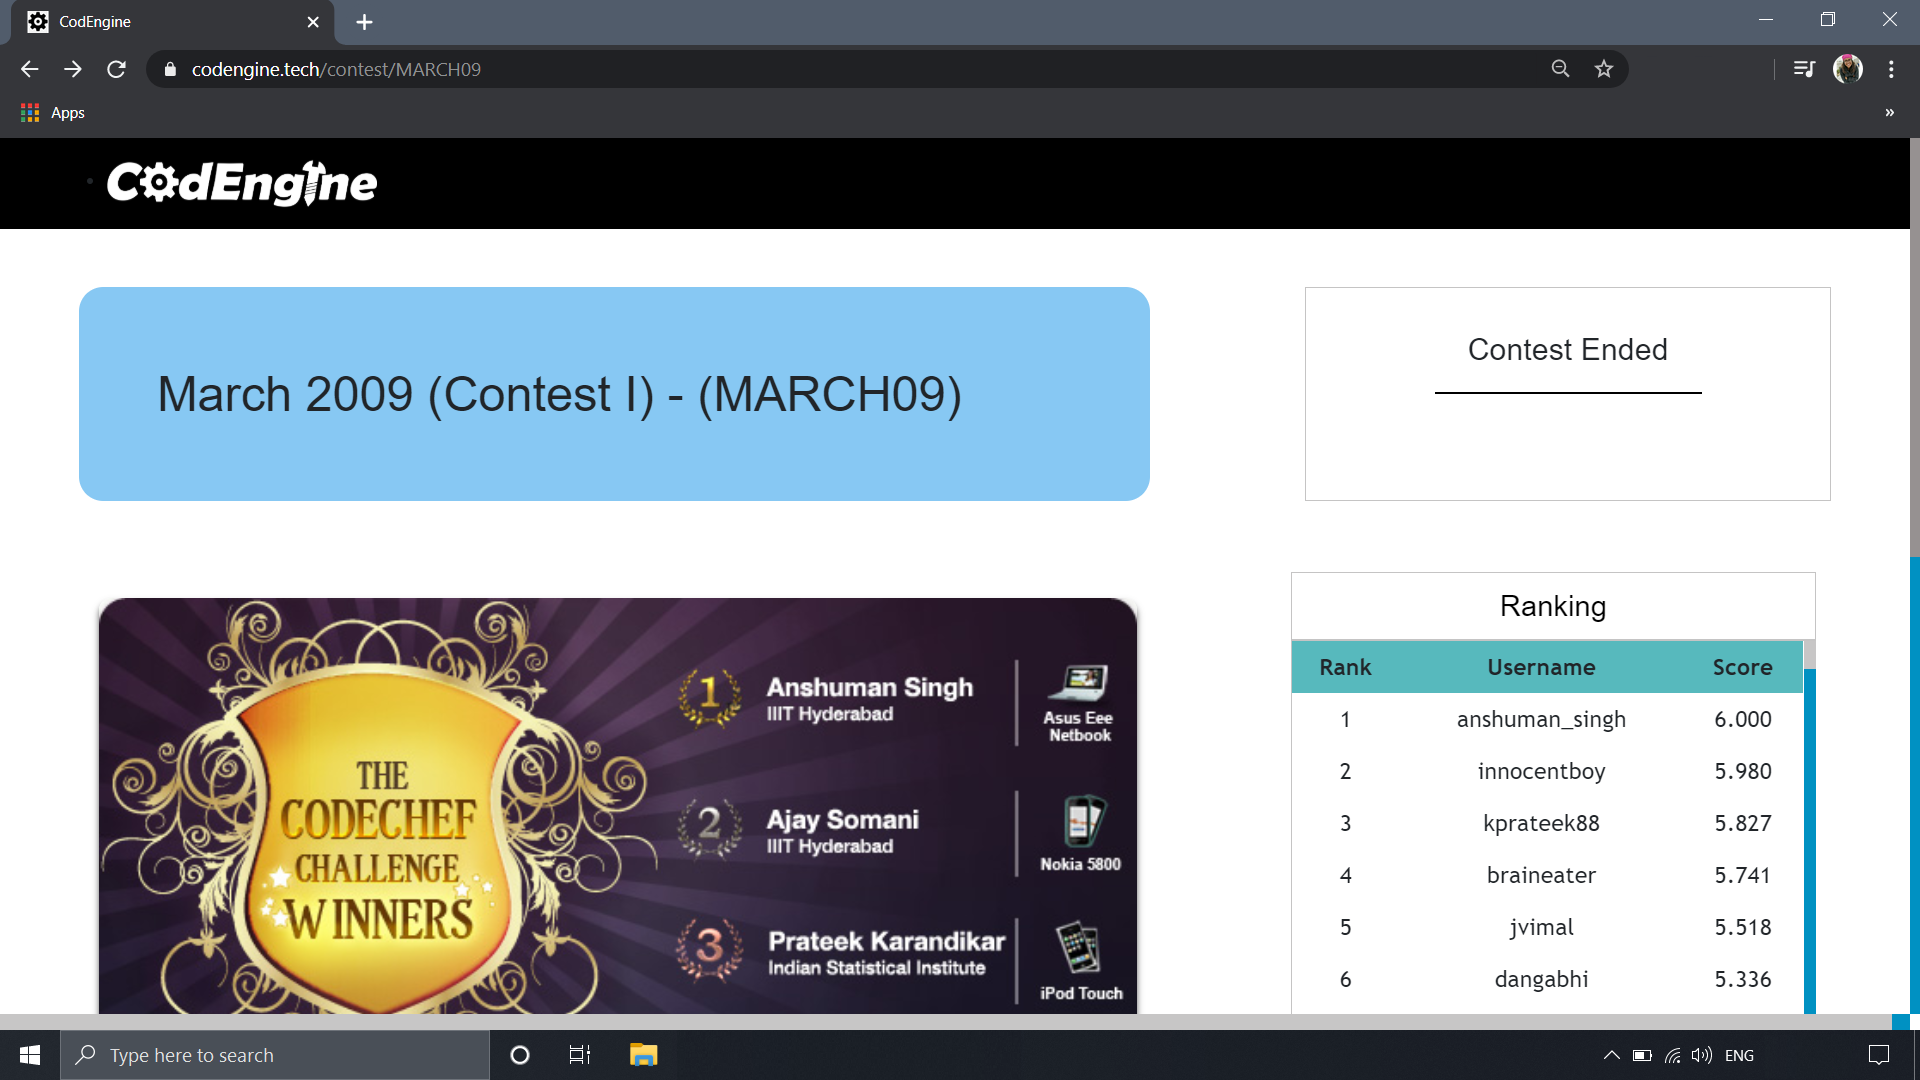 CodEngine
codengine.tech/contest/MARCH09
Apps
»
CodEngine
March 2009 (Contest I) - (MARCH09)
Contest Ended
THE
CODECHEF
CHALLENGE
WINNERS
1
Anshuman Singh
IIIT Hyderabad
Asus Eee
Netbook
2
Ajay Somani
IIIT Hyderabad
Nokia 5800
3
Prateek Karandikar
Indian Statistical Institute
iPod Touch
Ranking
Rank Username Score
1 anshuman_singh 6.000
2 innocentboy 5.980
3 kprateek88 5.827
4 braineater 5.741
5 jvimal 5.518
6 dangabhi 5.336
Type here to search
ENG